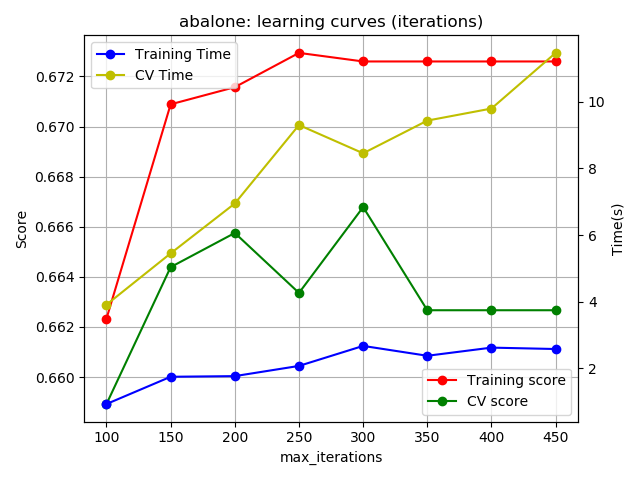 abalone: learning curves (iterations)
Training Time
CV Time
0.672
0.670
0.668
0.666
0.664
0.662
0.660
Score
10
8
6
4
2
Time(s)
Training score
CV score
100 150 200 250 300 350 400 450
max_iterations